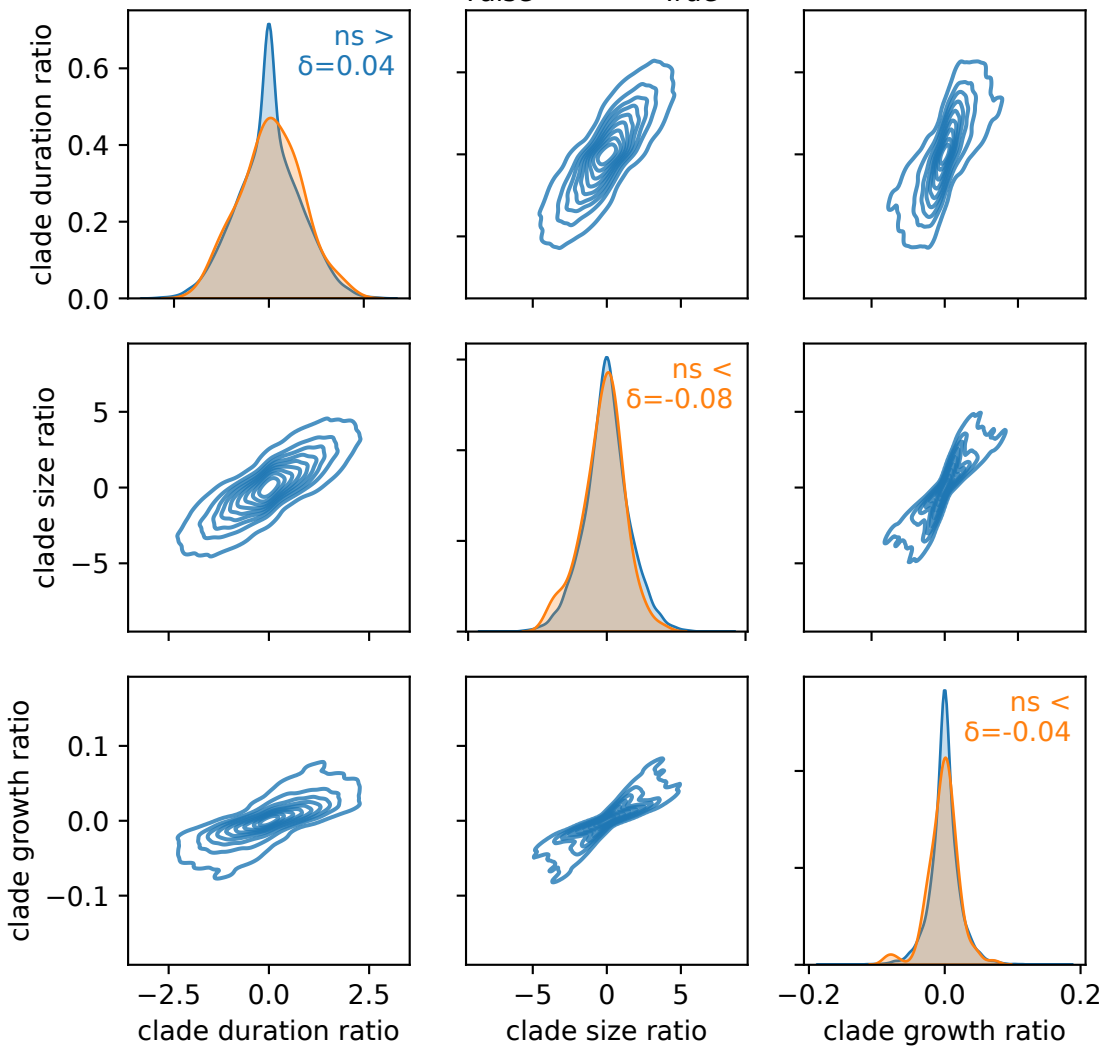 ns >
δ=0.04
clade duration ratio
0.6
0.4
0.2
0.0
clade size ratio
5
0
−5
ns <
δ=-0.08
clade growth ratio
0.1
0.0
−0.1
ns <
δ=-0.04
−2.5 0.0 2.5
−5 0 5
−0.2 0.0 0.2
clade duration ratio
clade size ratio
clade growth ratio